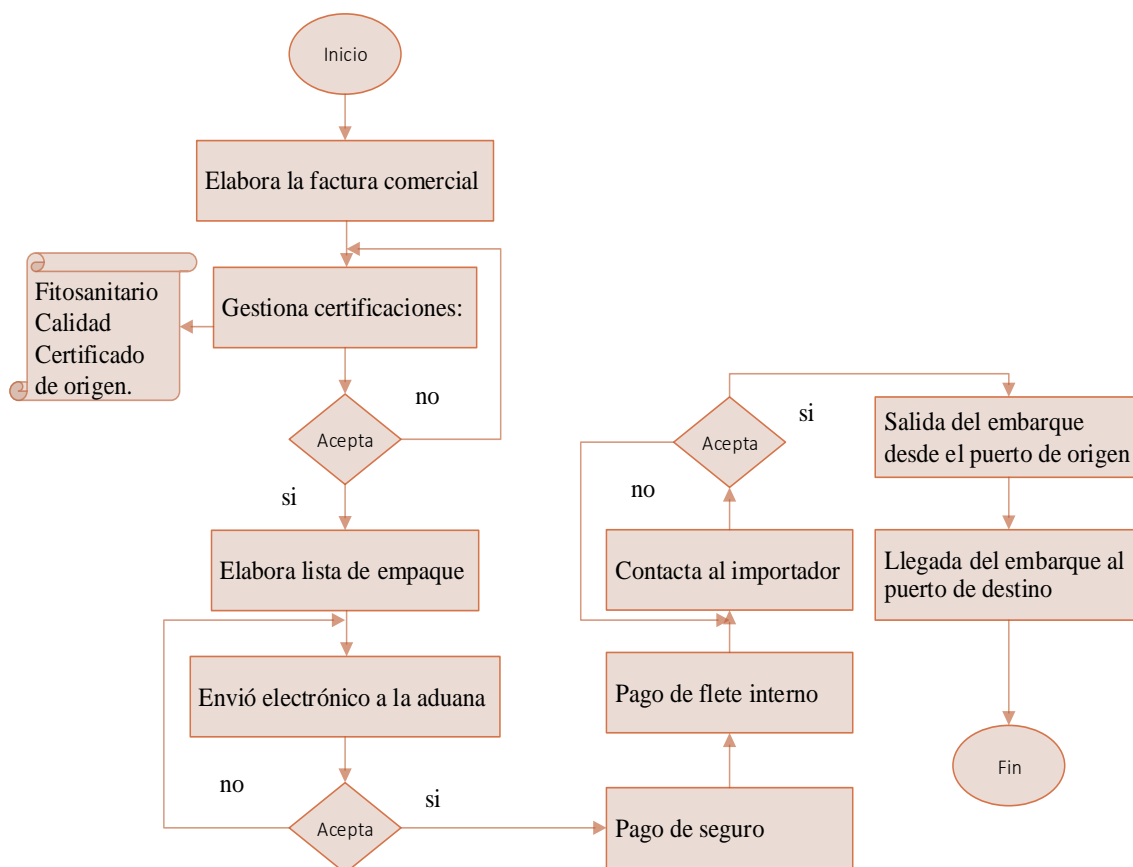 Inicio
Elabora la factura comercial
Gestiona certificaciones:
Fitosanitario
Calidad
Certificado
de origen.
no
Acepta
si
Elabora lista de empaque
Envió electrónico a la aduana
no
Acepta
si
Pago de seguro
Pago de flete interno
Contacta al importador
no
Acepta
si
Salida del embarque
desde el puerto de origen
Llegada del embarque al
puerto de destino
Fin